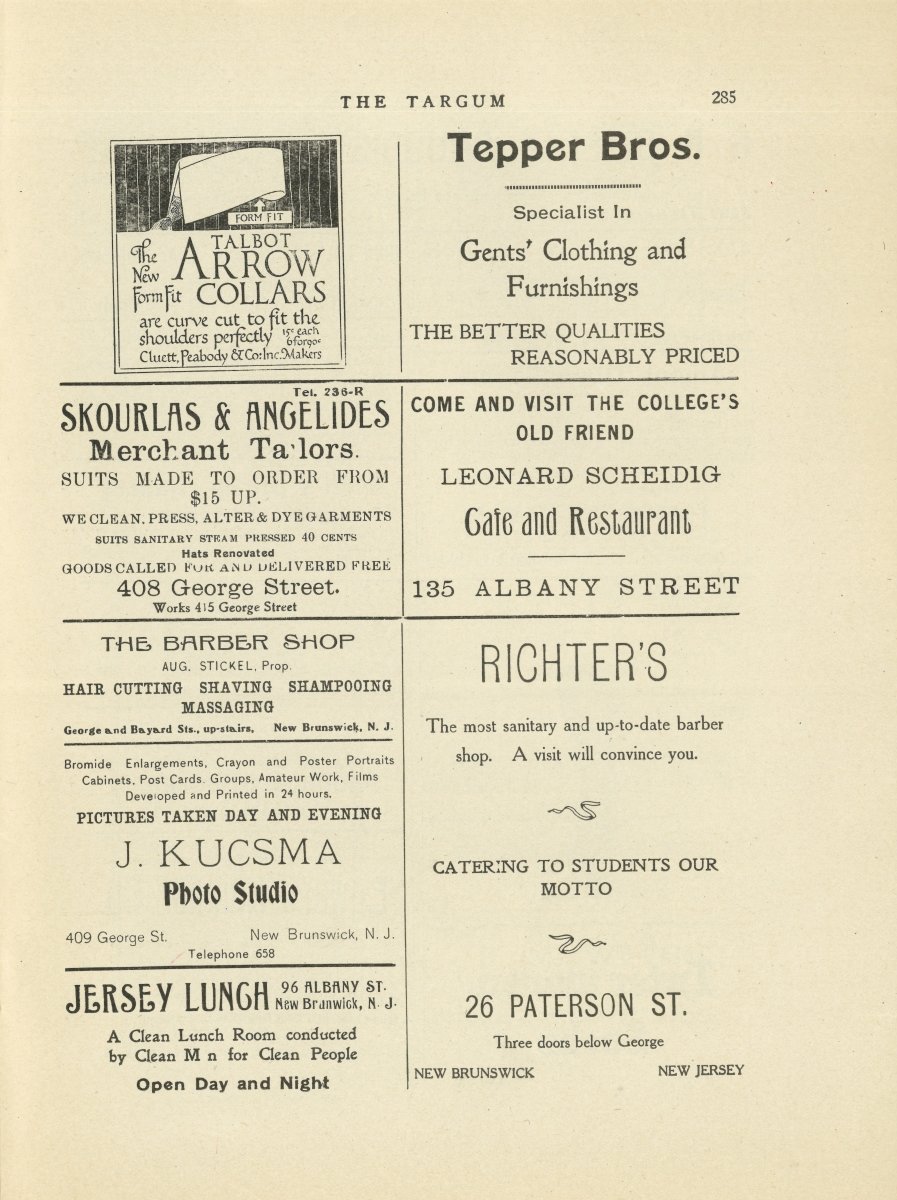 THE TARGUM
285
FORM FIT
The New Form Fit
TALBOT
ARROW
COLLARS
are curve cut to fit the
shoulders perfectly 15¢ each 6 for 90¢
Cluett, Peabody & Co: Inc. Makers
Tepper Bros.
Specialist In
Gents' Clothing and
Furnishings
THE BETTER QUALITIES
REASONABLY PRICED
Tel. 236-R
SKOURLAS & ANGELIDES
Merchant Ta lors.
SUITS MADE TO ORDER FROM
$15 UP.
WE CLEAN, PRESS, ALTER & DYE GARMENTS
SUITS SANITARY STEAM PRESSED 40 CENTS
Hats Renovated
GOODS CALLED FOR AND DELIVERED FREE
408 George Street.
Works 415 George Street
COME AND VISIT THE COLLEGE'S
OLD FRIEND
LEONARD SCHEIDIG
Cafe and Restaurant
135 ALBANY STREET
THE BARBER SHOP
AUG. STICKEL, Prop.
HAIR CUTTING SHAVING SHAMPOOING
MASSAGING
George and Bayard Sts., up-stairs, New Brunswick, N. J.
Bromide Enlargements, Crayon and Poster Portraits
Cabinets, Post Cards. Groups, Amateur Work, Films
Developed and Printed in 24 hours.
PICTURES TAKEN DAY AND EVENING
J. KUCSMA
Photo Studio
409 George St. New Brunswick, N. J.
Telephone 658
JERSEY LUNCH 96 ALBANY ST.
New Brunwick, N. J.
A Clean Lunch Room conducted
by Clean M n for Clean People
Open Day and Night
RICHTER'S
The most sanitary and up-to-date barber
shop. A visit will convince you.
CATERING TO STUDENTS OUR
MOTTO
26 PATERSON ST.
Three doors below George
NEW BRUNSWICK NEW JERSEY